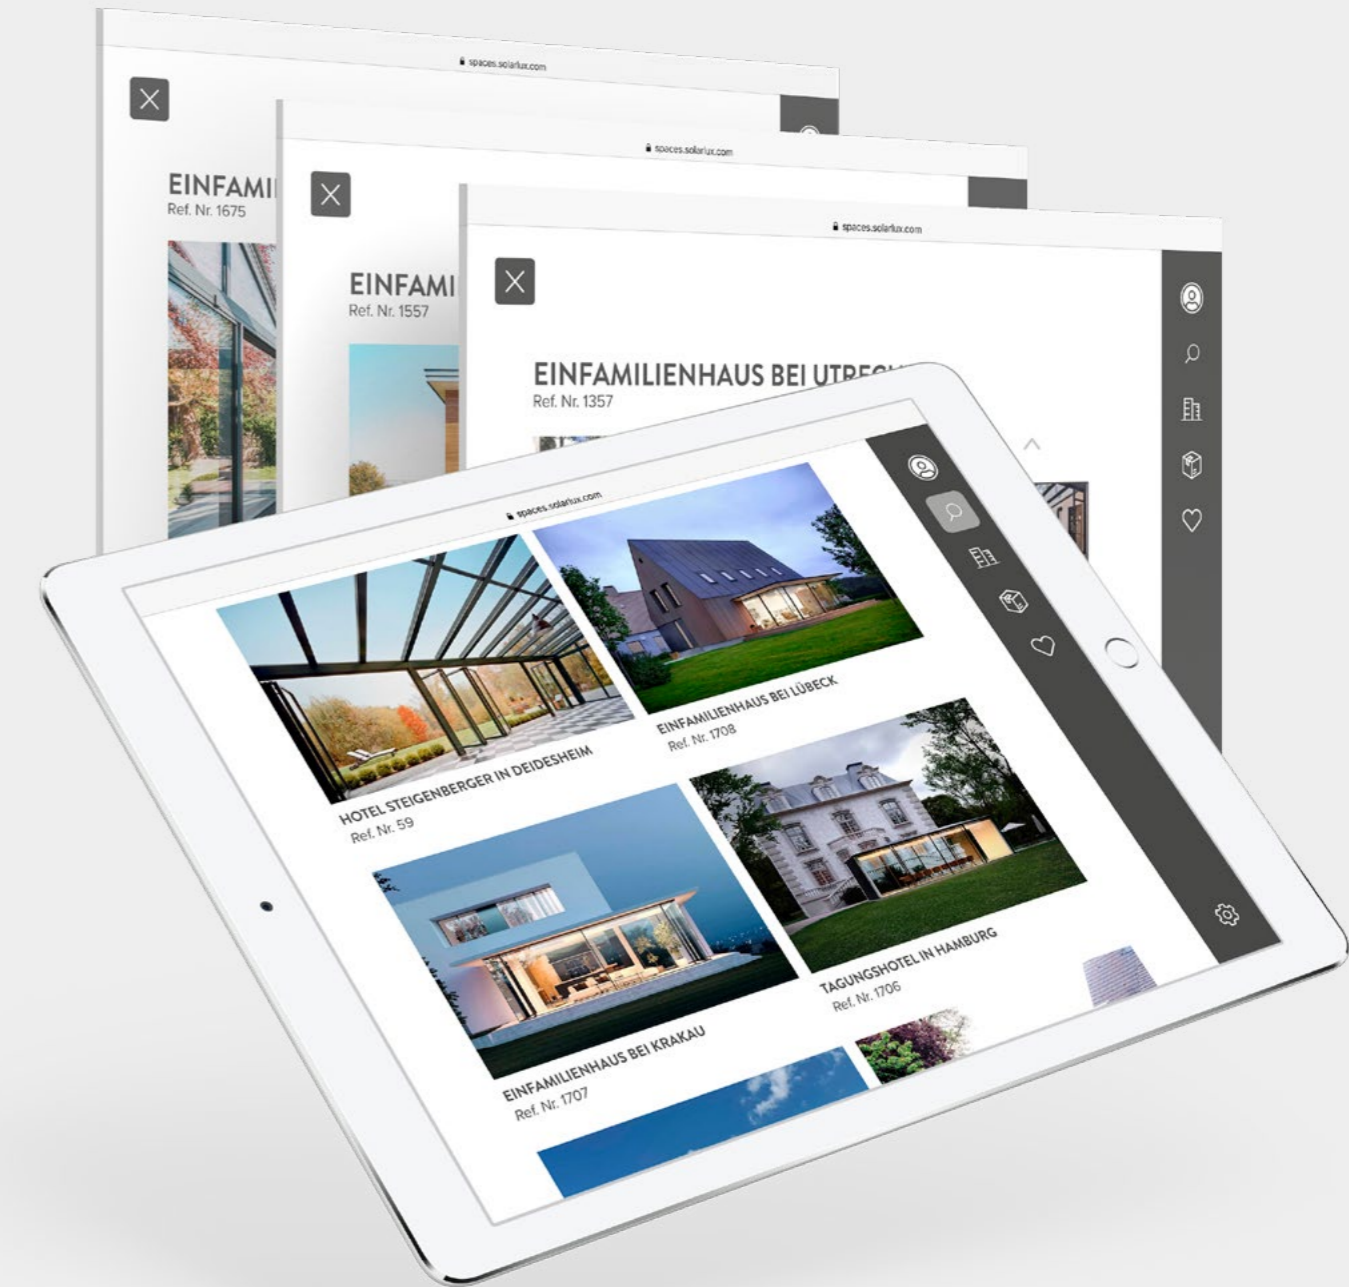 spaces.solarlux.com
EINFAMI
Ref. Nr. 1675
spaces.solarlux.com
EINFAMI
Ref. Nr. 1557
spaces.solarlux.com
EINFAMILIENHAUS BEI UTRECH
Ref. Nr. 1357
spaces.solarlux.com
HOTEL STEIGENBERGER IN DEIDESHEIM
Ref. Nr. 59
EINFAMILIENHAUS BEI LÜBECK
Ref. Nr. 1708
EINFAMILIENHAUS BEI KRAKAU
Ref. Nr. 1707
TAGUNGSHOTEL IN HAMBURG
Ref. Nr. 1706